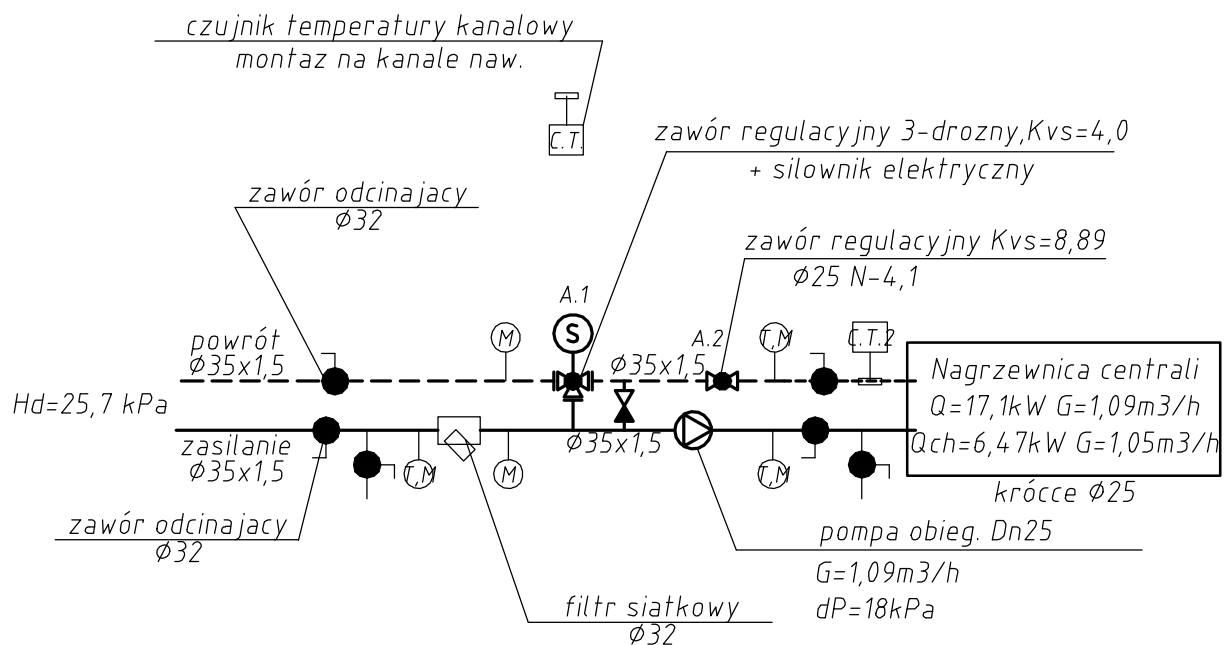 czujnik temperatury kanalowy
montaz na kanale naw.
C.T.
zawór regulacyjny 3-drozny,Kvs=4,0
+ silownik elektryczny
zawór odcinajacy
Ø32
zawór regulacyjny Kvs=8,89
Ø25 N-4,1
A.1
S
M
A.2
T,M
C.T.2
powrót
Ø35x1,5
Ø35x1,5
Hd=25,7 kPa
Nagrzewnica centrali
Q=17,1kW G=1,09m3/h
Qch=6,47kW G=1,05m3/h
zasilanie
Ø35x1,5
Ø35x1,5
T,M
M
T,M
krócce Ø25
zawór odcinajacy
Ø32
pompa obieg. Dn25
G=1,09m3/h
dP=18kPa
filtr siatkowy
Ø32